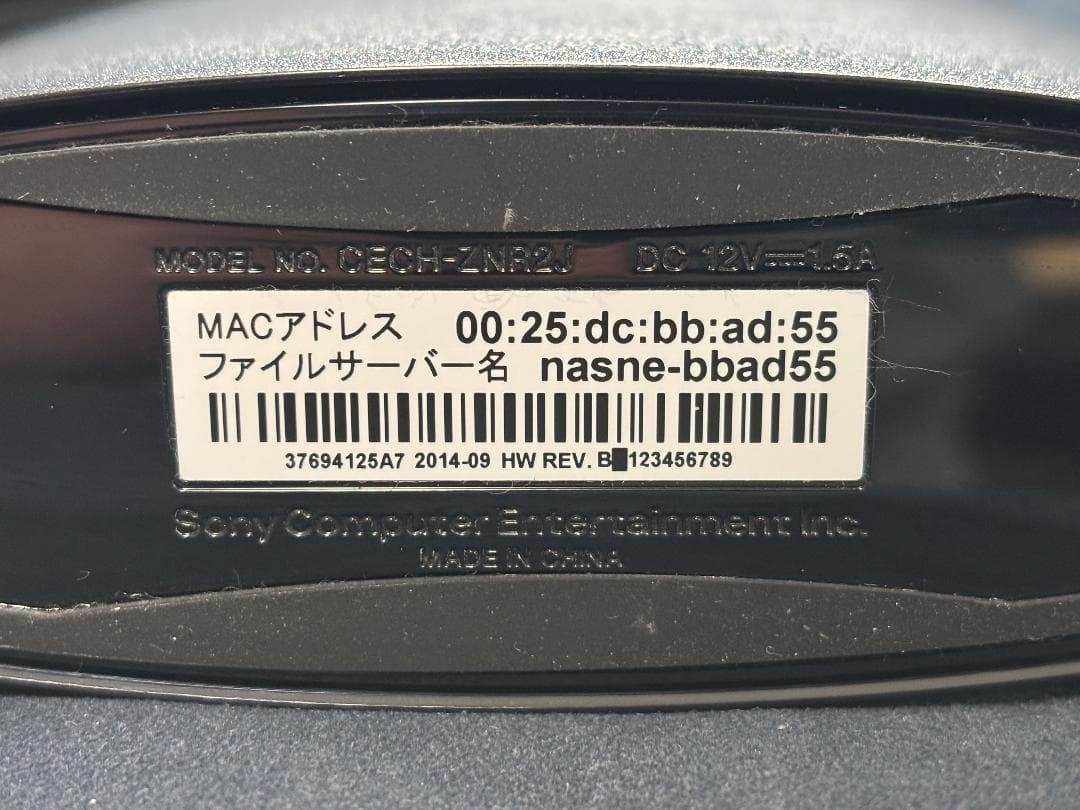 MODEL NO. CECH-ZNR2J DC 12V⎓1.5A
MACアドレス 00:25:dc:bb:ad:55
ファイルサーバー名 nasne-bbad55
37694125A7 2014-09 HW REV. B█123456789
Sony Computer Entertainment Inc.
MADE IN CHINA